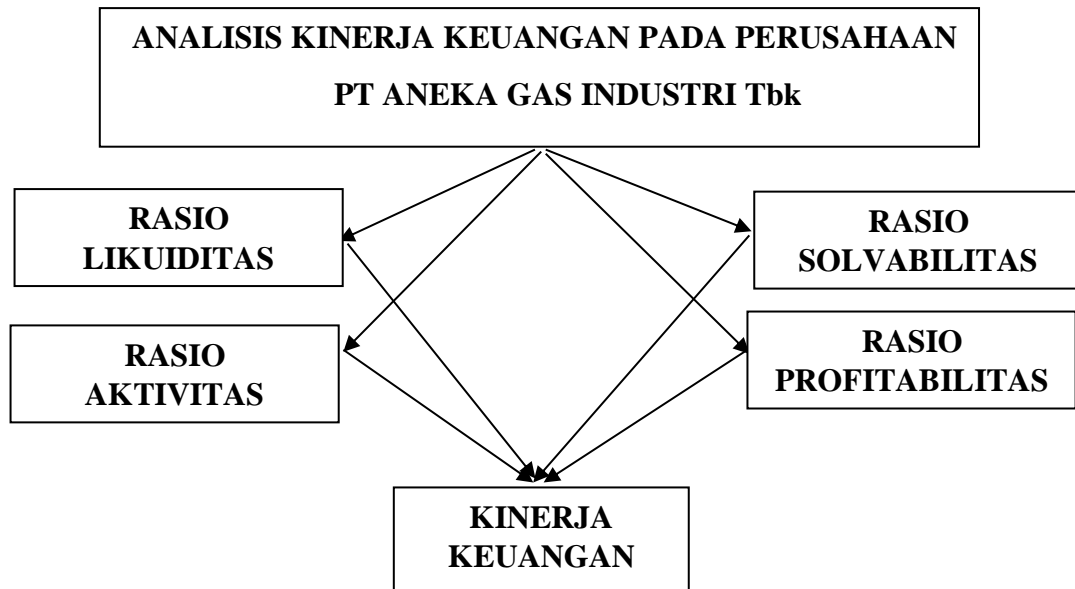 ANALISIS KINERJA KEUANGAN PADA PERUSAHAAN
PT ANEKA GAS INDUSTRI Tbk
RASIO
LIKUIDITAS
RASIO
SOLVABILITAS
RASIO
AKTIVITAS
RASIO
PROFITABILITAS
KINERJA
KEUANGAN